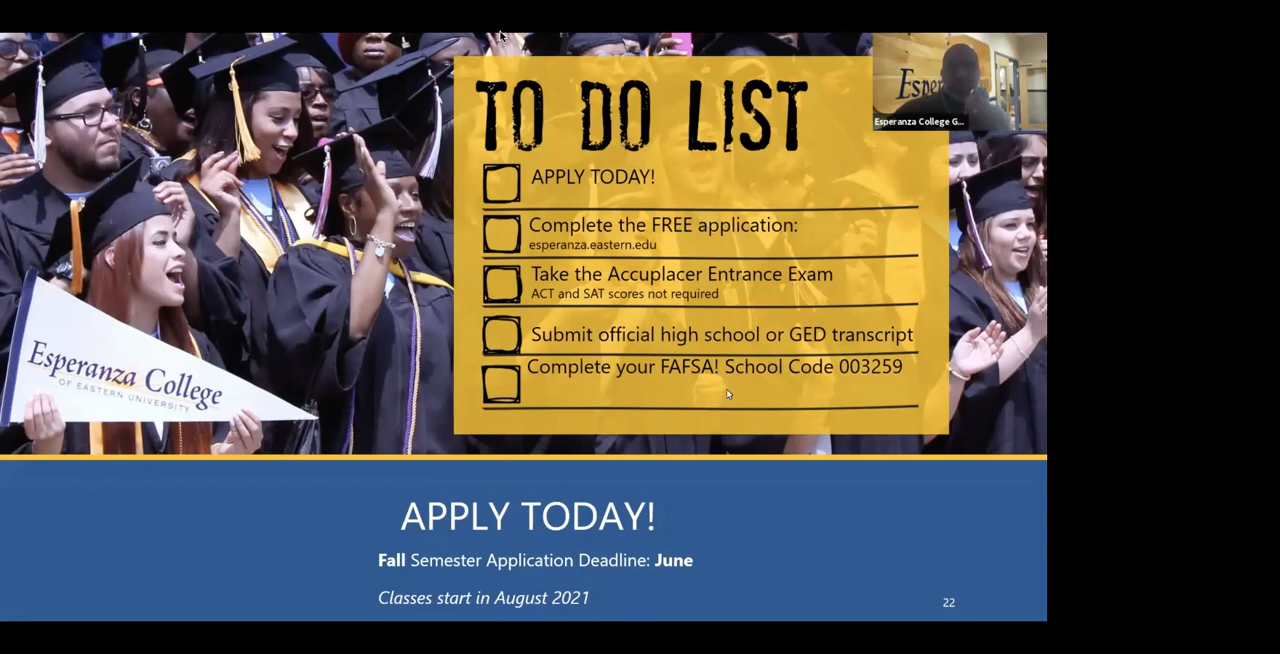 TO DO LIST
APPLY TODAY!
Complete the FREE application:
esperanza.eastern.edu
Take the Accuplacer Entrance Exam
ACT and SAT scores not required
Submit official high school or GED transcript
Complete your FAFSA! School Code 003259
Esperanza College G...
Esperanza College
OF EASTERN UNIVERSITY
APPLY TODAY!
Fall Semester Application Deadline: June
Classes start in August 2021
22